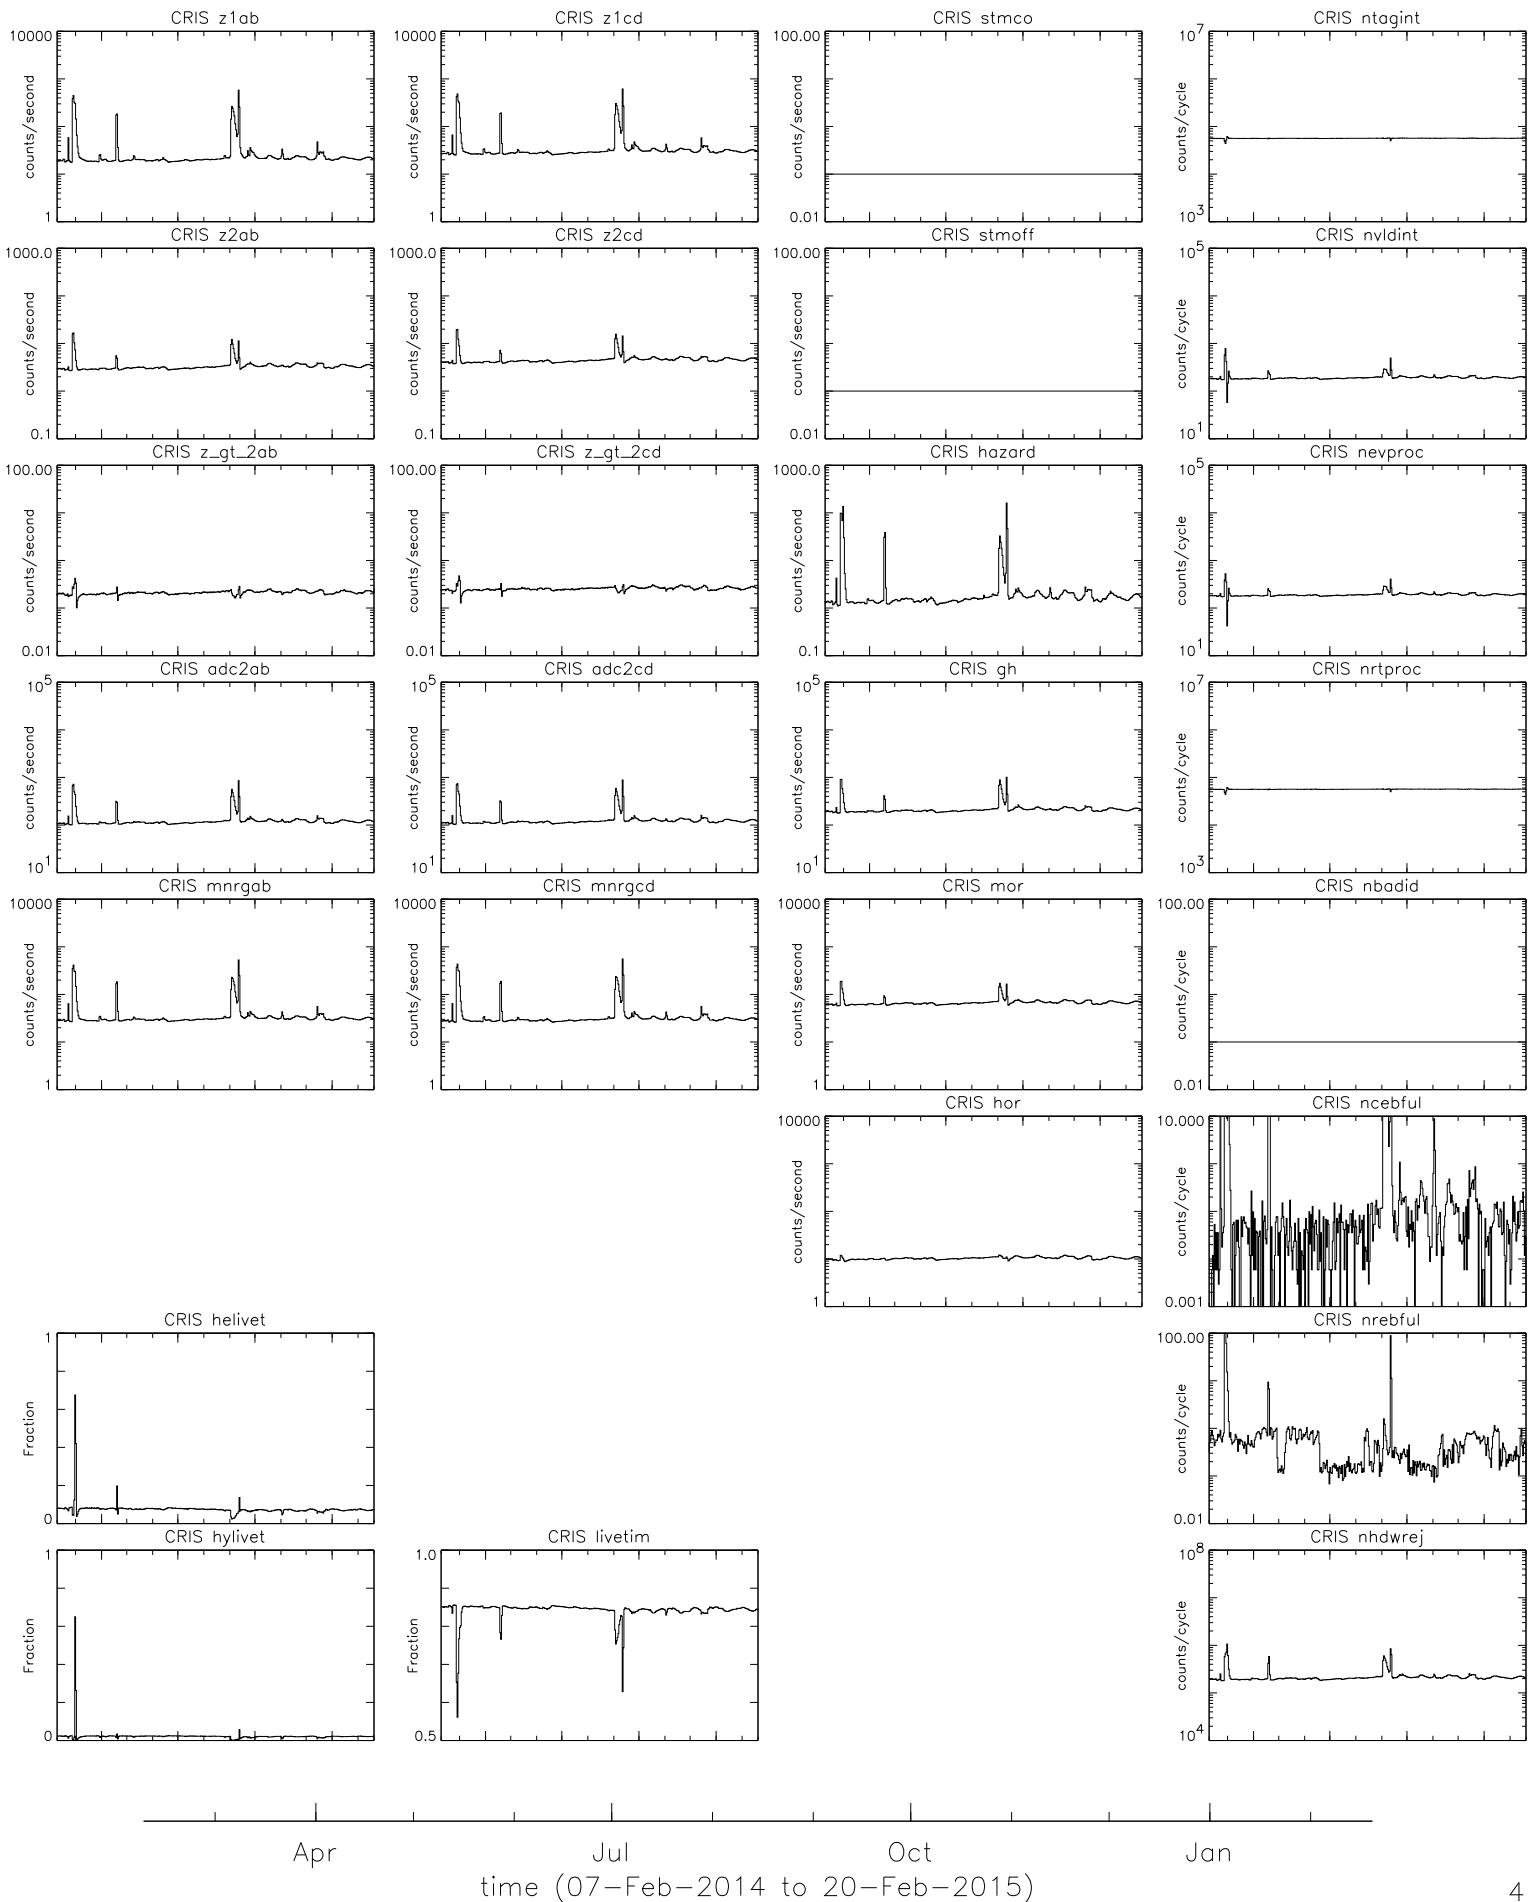 CRIS z1ab
10000
counts/second
1
CRIS z1cd
10000
counts/second
1
CRIS stmco
100.00
counts/second
0.01
CRIS ntagint
10^7
counts/cycle
10^3
CRIS z2ab
1000.0
counts/second
0.1
CRIS z2cd
1000.0
counts/second
0.1
CRIS stmoff
100.00
counts/second
0.01
CRIS nvldint
10^5
counts/cycle
10^1
CRIS z_gt_2ab
100.00
counts/second
0.01
CRIS z_gt_2cd
100.00
counts/second
0.01
CRIS hazard
1000.0
counts/second
0.1
CRIS nevproc
10^5
counts/cycle
10^1
CRIS adc2ab
10^5
counts/second
10^1
CRIS adc2cd
10^5
counts/second
10^1
CRIS gh
10^5
counts/second
10^1
CRIS nrtproc
10^7
counts/cycle
10^3
CRIS mnrgab
10000
counts/second
1
CRIS mnrgcd
10000
counts/second
1
CRIS mor
10000
counts/second
1
CRIS nbadid
100.00
counts/cycle
0.01
CRIS hor
10000
counts/second
1
CRIS ncebful
10.000
counts/cycle
0.001
CRIS helivet
1
Fraction
0
CRIS nrebful
100.00
counts/cycle
0.01
CRIS hylivet
1
Fraction
0
CRIS livetim
1.0
Fraction
0.5
CRIS nhdwrej
10^8
counts/cycle
10^4
Apr
Jul
Oct
Jan
time (07-Feb-2014 to 20-Feb-2015)
4